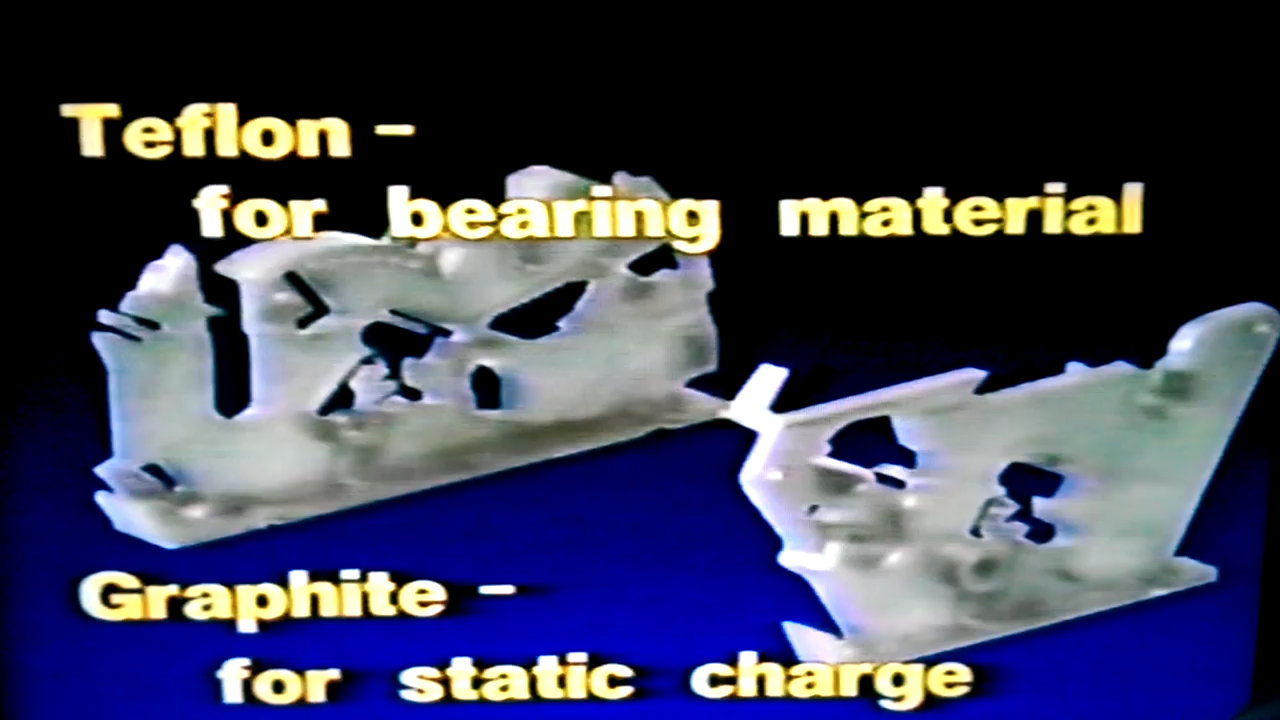 Teflon -
for bearing material
Graphite -
for static charge